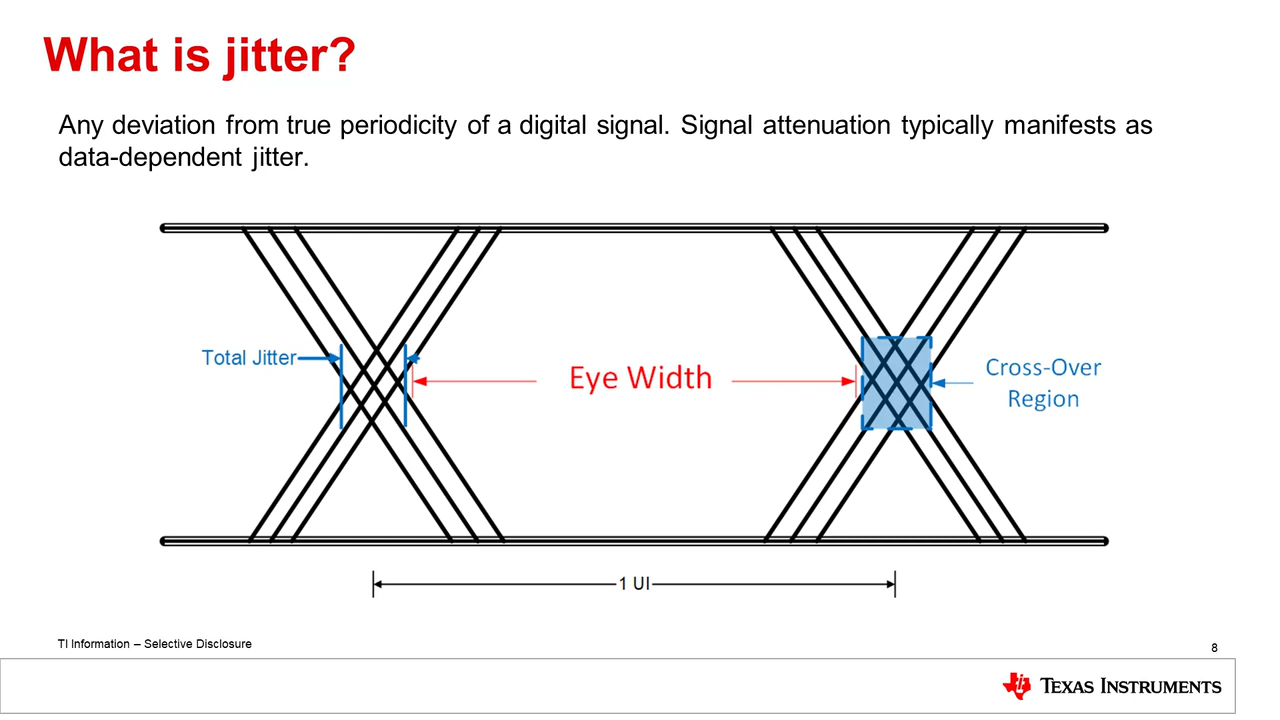 What is jitter?
Any deviation from true periodicity of a digital signal. Signal attenuation typically manifests as
data-dependent jitter.
Total Jitter
Eye Width
Cross-Over
Region
1 UI
TI Information – Selective Disclosure
8
TEXAS INSTRUMENTS